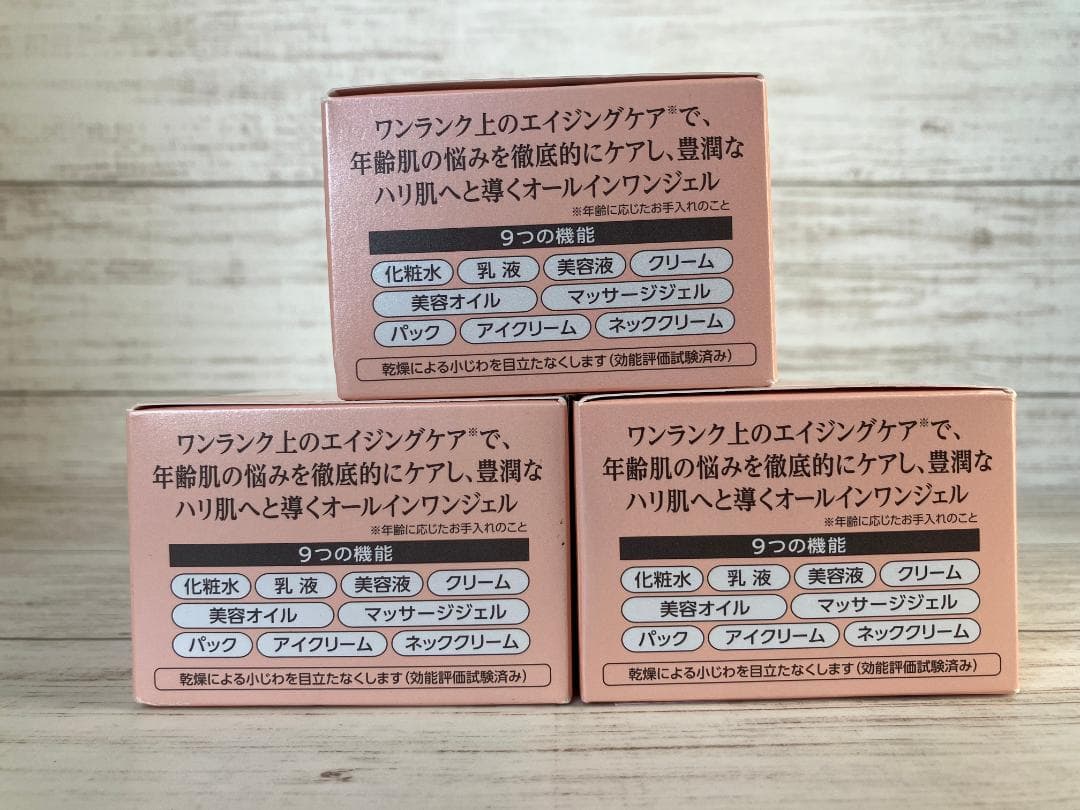 ワンランク上のエイジングケア※で、
年齢肌の悩みを徹底的にケアし、豊潤な
ハリ肌へと導くオールインワンジェル
※年齢に応じたお手入れのこと
9つの機能
化粧水 乳液 美容液 クリーム
美容オイル マッサージジェル
パック アイクリーム ネッククリーム
乾燥による小じわを目立たなくします(効能評価試験済み)
ワンランク上のエイジングケア※で、
年齢肌の悩みを徹底的にケアし、豊潤な
ハリ肌へと導くオールインワンジェル
※年齢に応じたお手入れのこと
9つの機能
化粧水 乳液 美容液 クリーム
美容オイル マッサージジェル
パック アイクリーム ネッククリーム
乾燥による小じわを目立たなくします(効能評価試験済み)
ワンランク上のエイジングケア※で、
年齢肌の悩みを徹底的にケアし、豊潤な
ハリ肌へと導くオールインワンジェル
※年齢に応じたお手入れのこと
9つの機能
化粧水 乳液 美容液 クリーム
美容オイル マッサージジェル
パック アイクリーム ネッククリーム
乾燥による小じわを目立たなくします(効能評価試験済み)